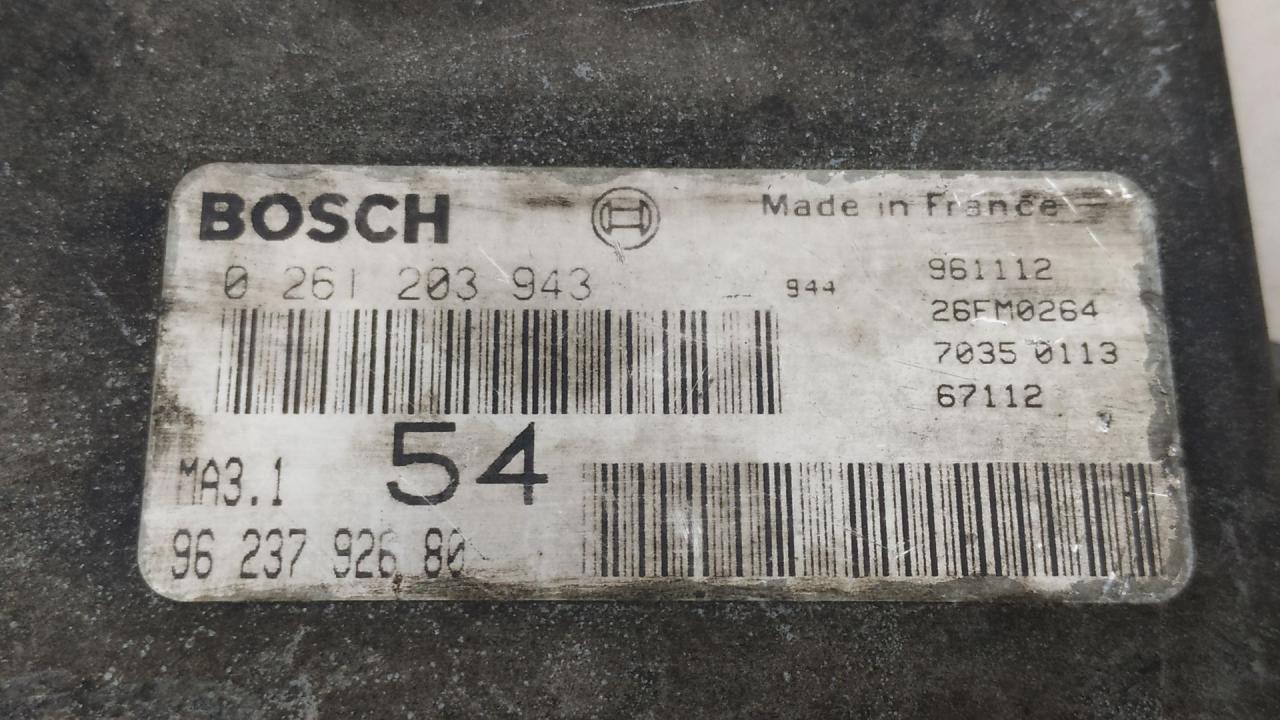 BOSCH
Made in France
0 261 203 943
944
961112
26FM0264
7035 0113
67112
MA3.1
54
96 237 926 80